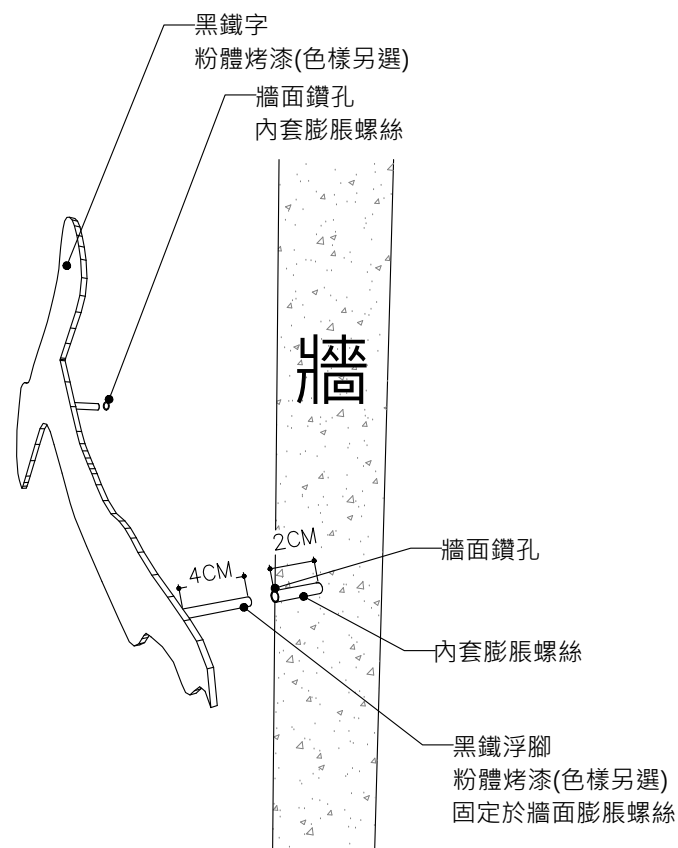 黑鐵字
粉體烤漆(色樣另選)
牆面鑽孔
內套膨脹螺絲
牆
2CM
4CM
牆面鑽孔
內套膨脹螺絲
黑鐵浮腳
粉體烤漆(色樣另選)
固定於牆面膨脹螺絲